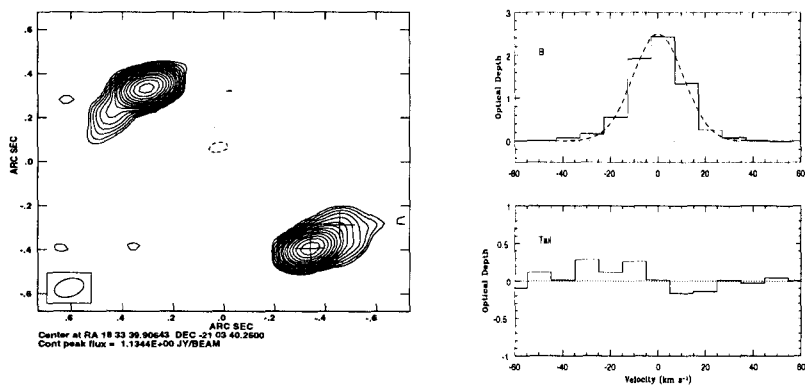 .6
.4
.2
.0
-.2
-.4
-.6
ARC SEC
.6 .4 .2 .0 -.2 -.4 -.6
ARC SEC
Center at RA 18 33 39.90643 DEC -21 03 40.2600
Cont peak flux = 1.1344E+00 JY/BEAM
B
3
2
1
0
Optical Depth
-60 -40 -20 0 20 40 60
Tail
1
0.5
0
-0.5
-1
Optical Depth
-60 -40 -20 0 20 40 60
Velocity (km s⁻¹)